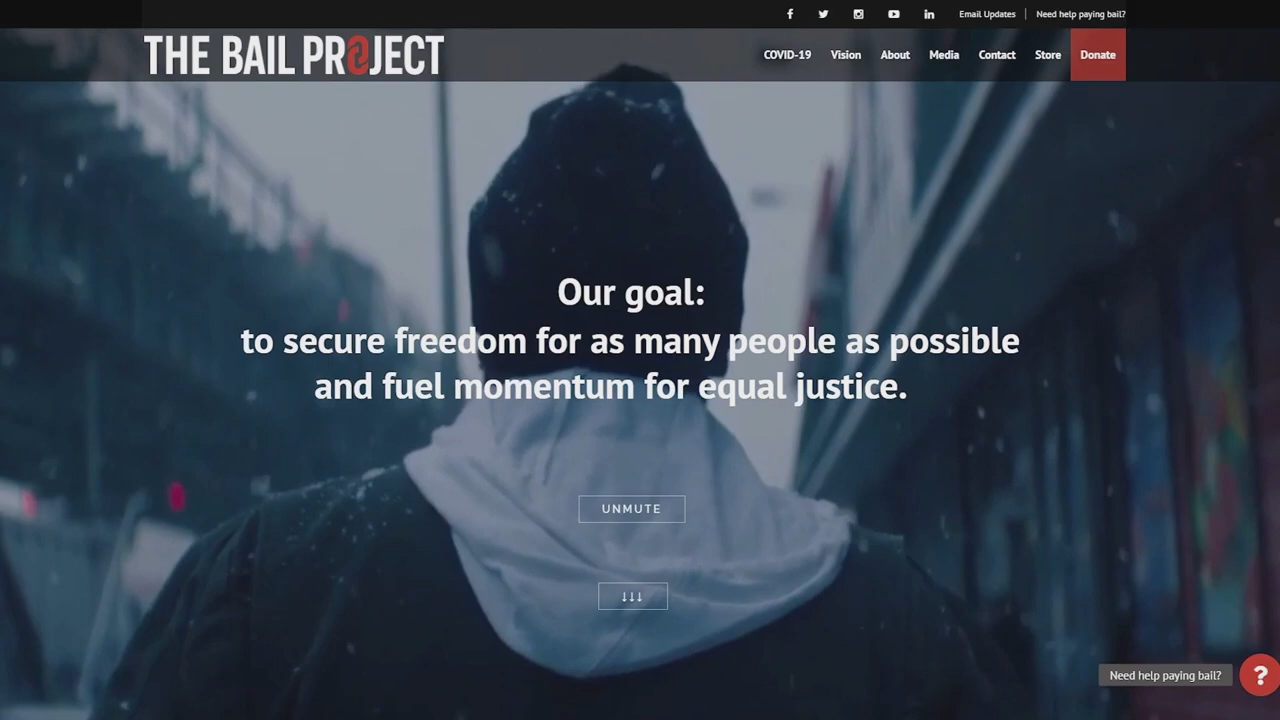 Email Updates
Need help paying bail?
THE BAIL PROJECT
COVID-19
Vision
About
Media
Contact
Store
Donate
Our goal:
to secure freedom for as many people as possible
and fuel momentum for equal justice.
UNMUTE
↓↓↓
Need help paying bail?
?